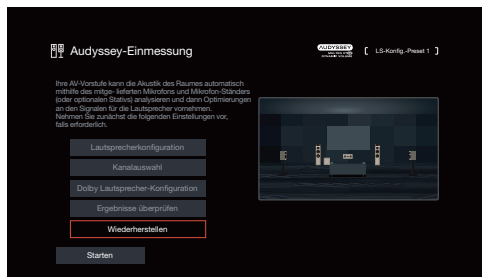 Audyssey-Einmessung
AUDYSSEY
[ LS-Konfig.-Preset 1 ]
Ihre AV-Vorstufe kann die Akustik des Raumes automatisch
mithilfe des mitge- lieferten Mikrofons und Mikrofon-Ständers
(oder optionalen Stativs) analysieren und dann Optimierungen
an den Signalen für die Lautsprecher vornehmen.
Nehmen Sie zunächst die folgenden Einstellungen vor,
falls erforderlich.
Lautsprecherkonfiguration
Kanalauswahl
Dolby Lautsprecher-Konfiguration
Ergebnisse überprüfen
Wiederherstellen
Starten